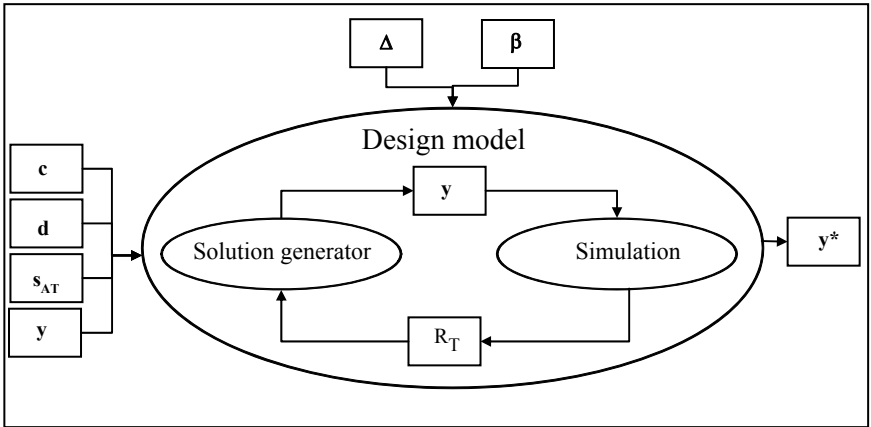 Δ
β
Design model
c
y
d
Solution generator
Simulation
y*
s_AT
y
R_T